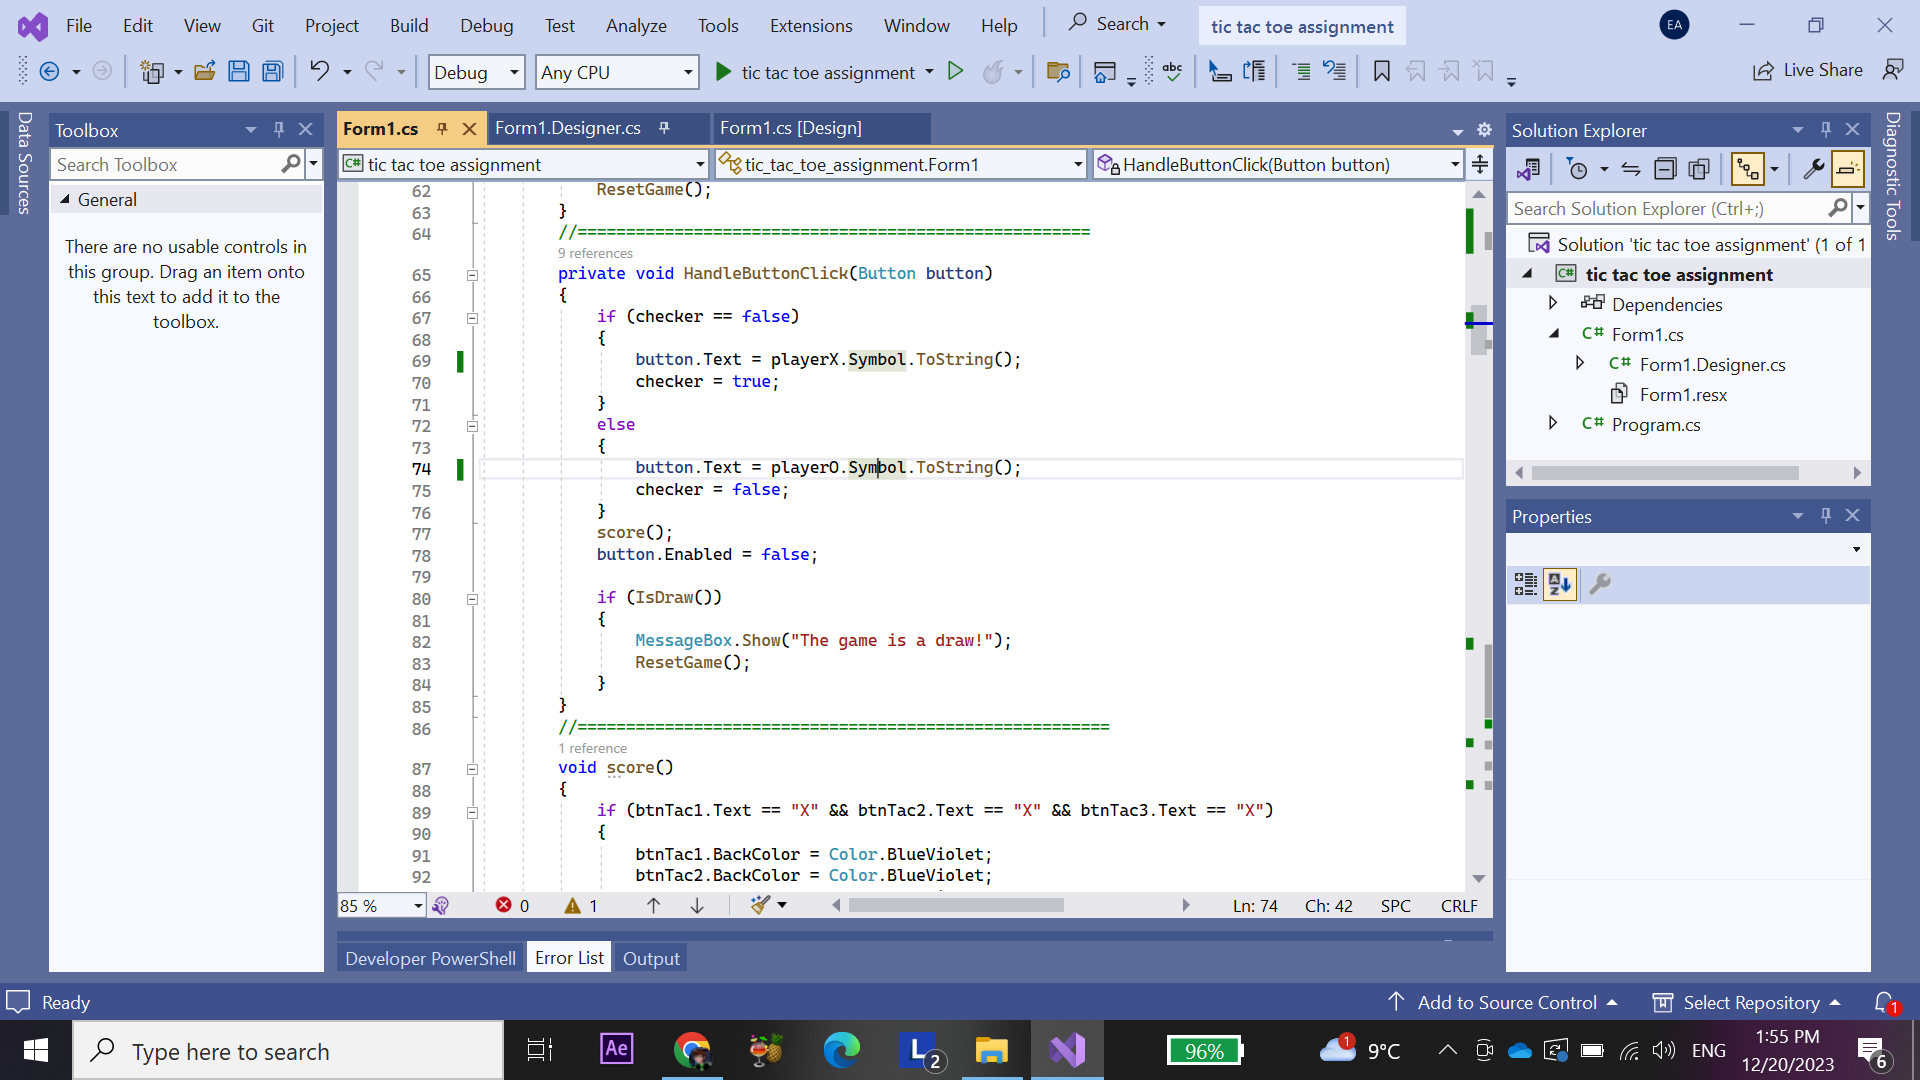 File Edit View Git Project Build Debug Test Analyze Tools Extensions Window Help Search tic tac toe assignment EA
Debug Any CPU tic tac toe assignment abc Live Share
Data Sources
Toolbox
Search Toolbox
General
There are no usable controls in
this group. Drag an item onto
this text to add it to the
toolbox.
Form1.cs Form1.Designer.cs Form1.cs [Design]
C# tic tac toe assignment tic_tac_toe_assignment.Form1 HandleButtonClick(Button button)
62 ResetGame();
63 }
64 //=====================================================
9 references
65 private void HandleButtonClick(Button button)
66 {
67 if (checker == false)
68 {
69 button.Text = playerX.Symbol.ToString();
70 checker = true;
71 }
72 else
73 {
74 button.Text = playerO.Symbol.ToString();
75 checker = false;
76 }
77 score();
78 button.Enabled = false;
79
80 if (IsDraw())
81 {
82 MessageBox.Show("The game is a draw!");
83 ResetGame();
84 }
85 }
86 //=======================================================
1 reference
87 void score()
88 {
89 if (btnTac1.Text == "X" && btnTac2.Text == "X" && btnTac3.Text == "X")
90 {
91 btnTac1.BackColor = Color.BlueViolet;
92 btnTac2.BackColor = Color.BlueViolet;
85 % 0 1 Ln: 74 Ch: 42 SPC CRLF
Developer PowerShell Error List Output
Solution Explorer
Search Solution Explorer (Ctrl+;)
Solution 'tic tac toe assignment' (1 of 1
C# tic tac toe assignment
Dependencies
C# Form1.cs
C# Form1.Designer.cs
Form1.resx
C# Program.cs
Properties
Diagnostic Tools
Ready Add to Source Control Select Repository 1
Type here to search Ae L 2 96% 1 9°C ENG 1:55 PM
12/20/2023 6